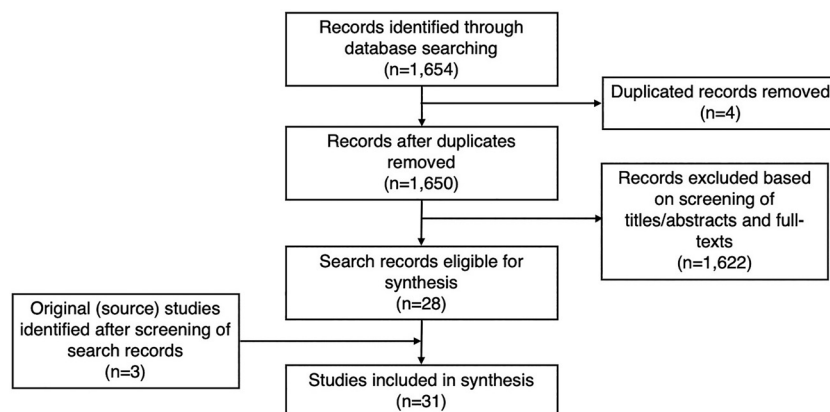 Records identified through
database searching
(n=1,654)
Duplicated records removed
(n=4)
Records after duplicates
removed
(n=1,650)
Records excluded based
on screening of
titles/abstracts and full-
texts
(n=1,622)
Search records eligible for
synthesis
(n=28)
Original (source) studies
identified after screening of
search records
(n=3)
Studies included in synthesis
(n=31)